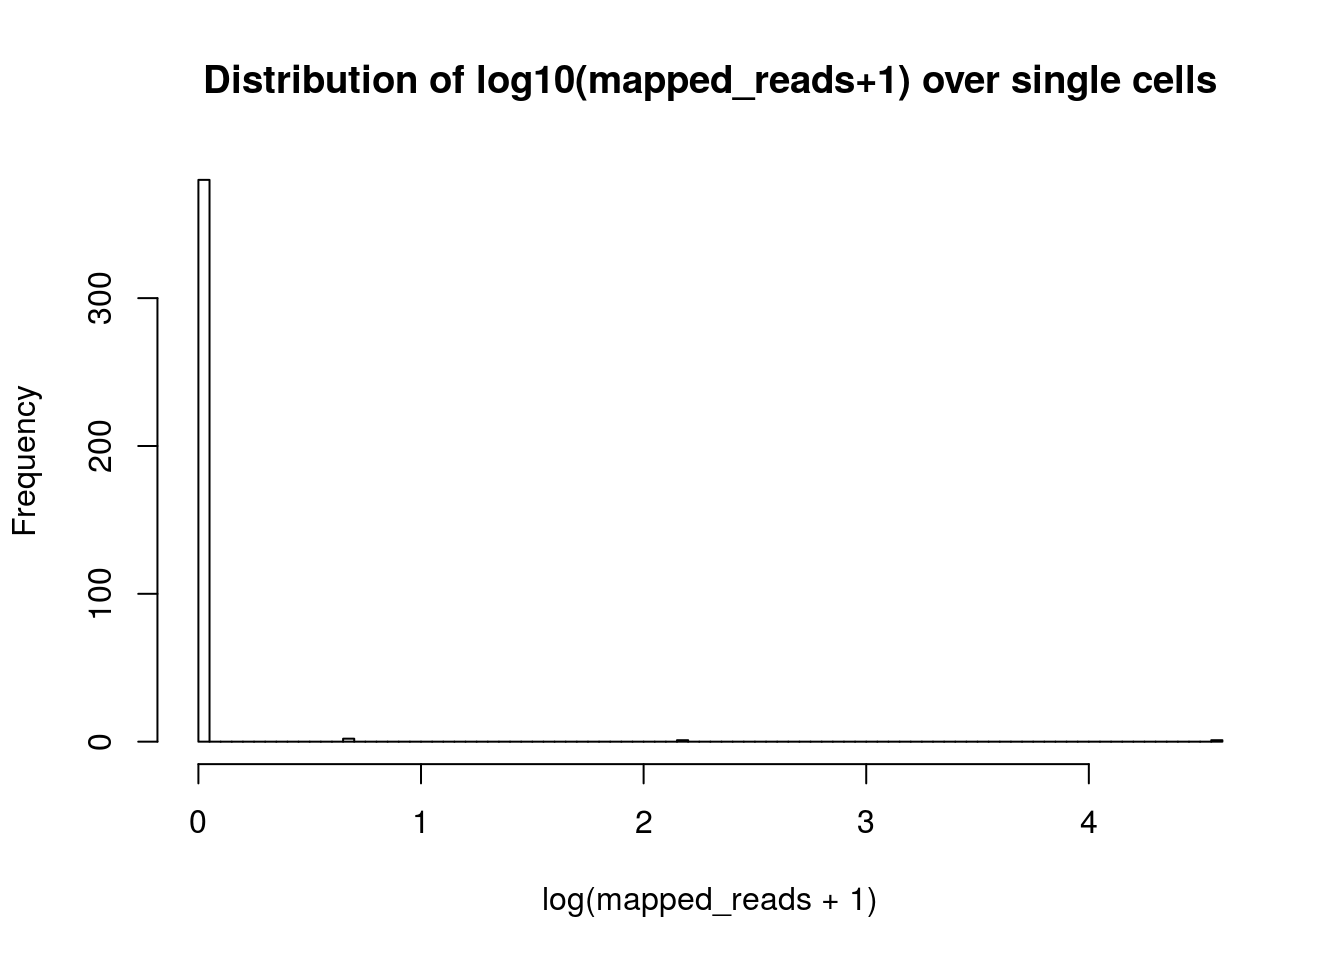 Distribution of log10(mapped_reads+1) over single cells
Frequency
300
200
100
0
0 1 2 3 4
log(mapped_reads + 1)